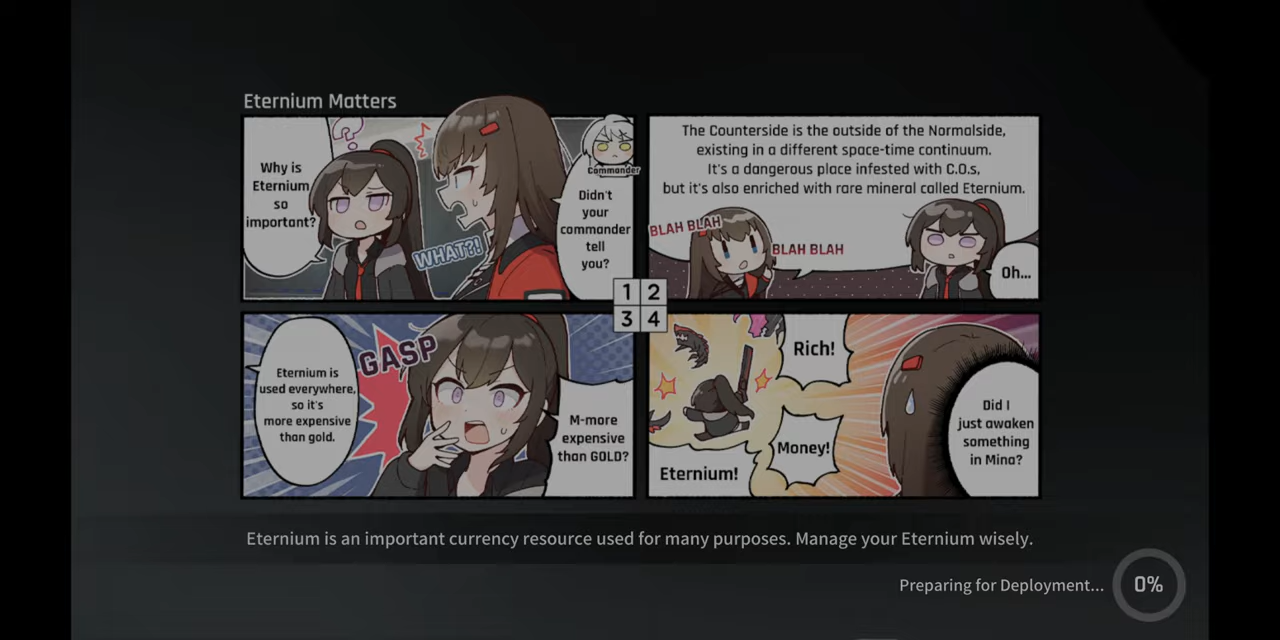 Eternium Matters
Why is
Eternium
so
important?
?
WHAT?!
Commander
Didn't
your
commander
tell
you?
The Counterside is the outside of the Normalside,
existing in a different space-time continuum.
It's a dangerous place infested with C.O.s,
but it's also enriched with rare mineral called Eternium.
BLAH BLAH
BLAH BLAH
Oh...
1 2
3 4
Eternium is
used everywhere,
so it's
more expensive
than gold.
GASP
M-more
expensive
than GOLD?
Rich!
Money!
Eternium!
Did I
just awaken
something
in Mina?
Eternium is an important currency resource used for many purposes. Manage your Eternium wisely.
Preparing for Deployment...
0%